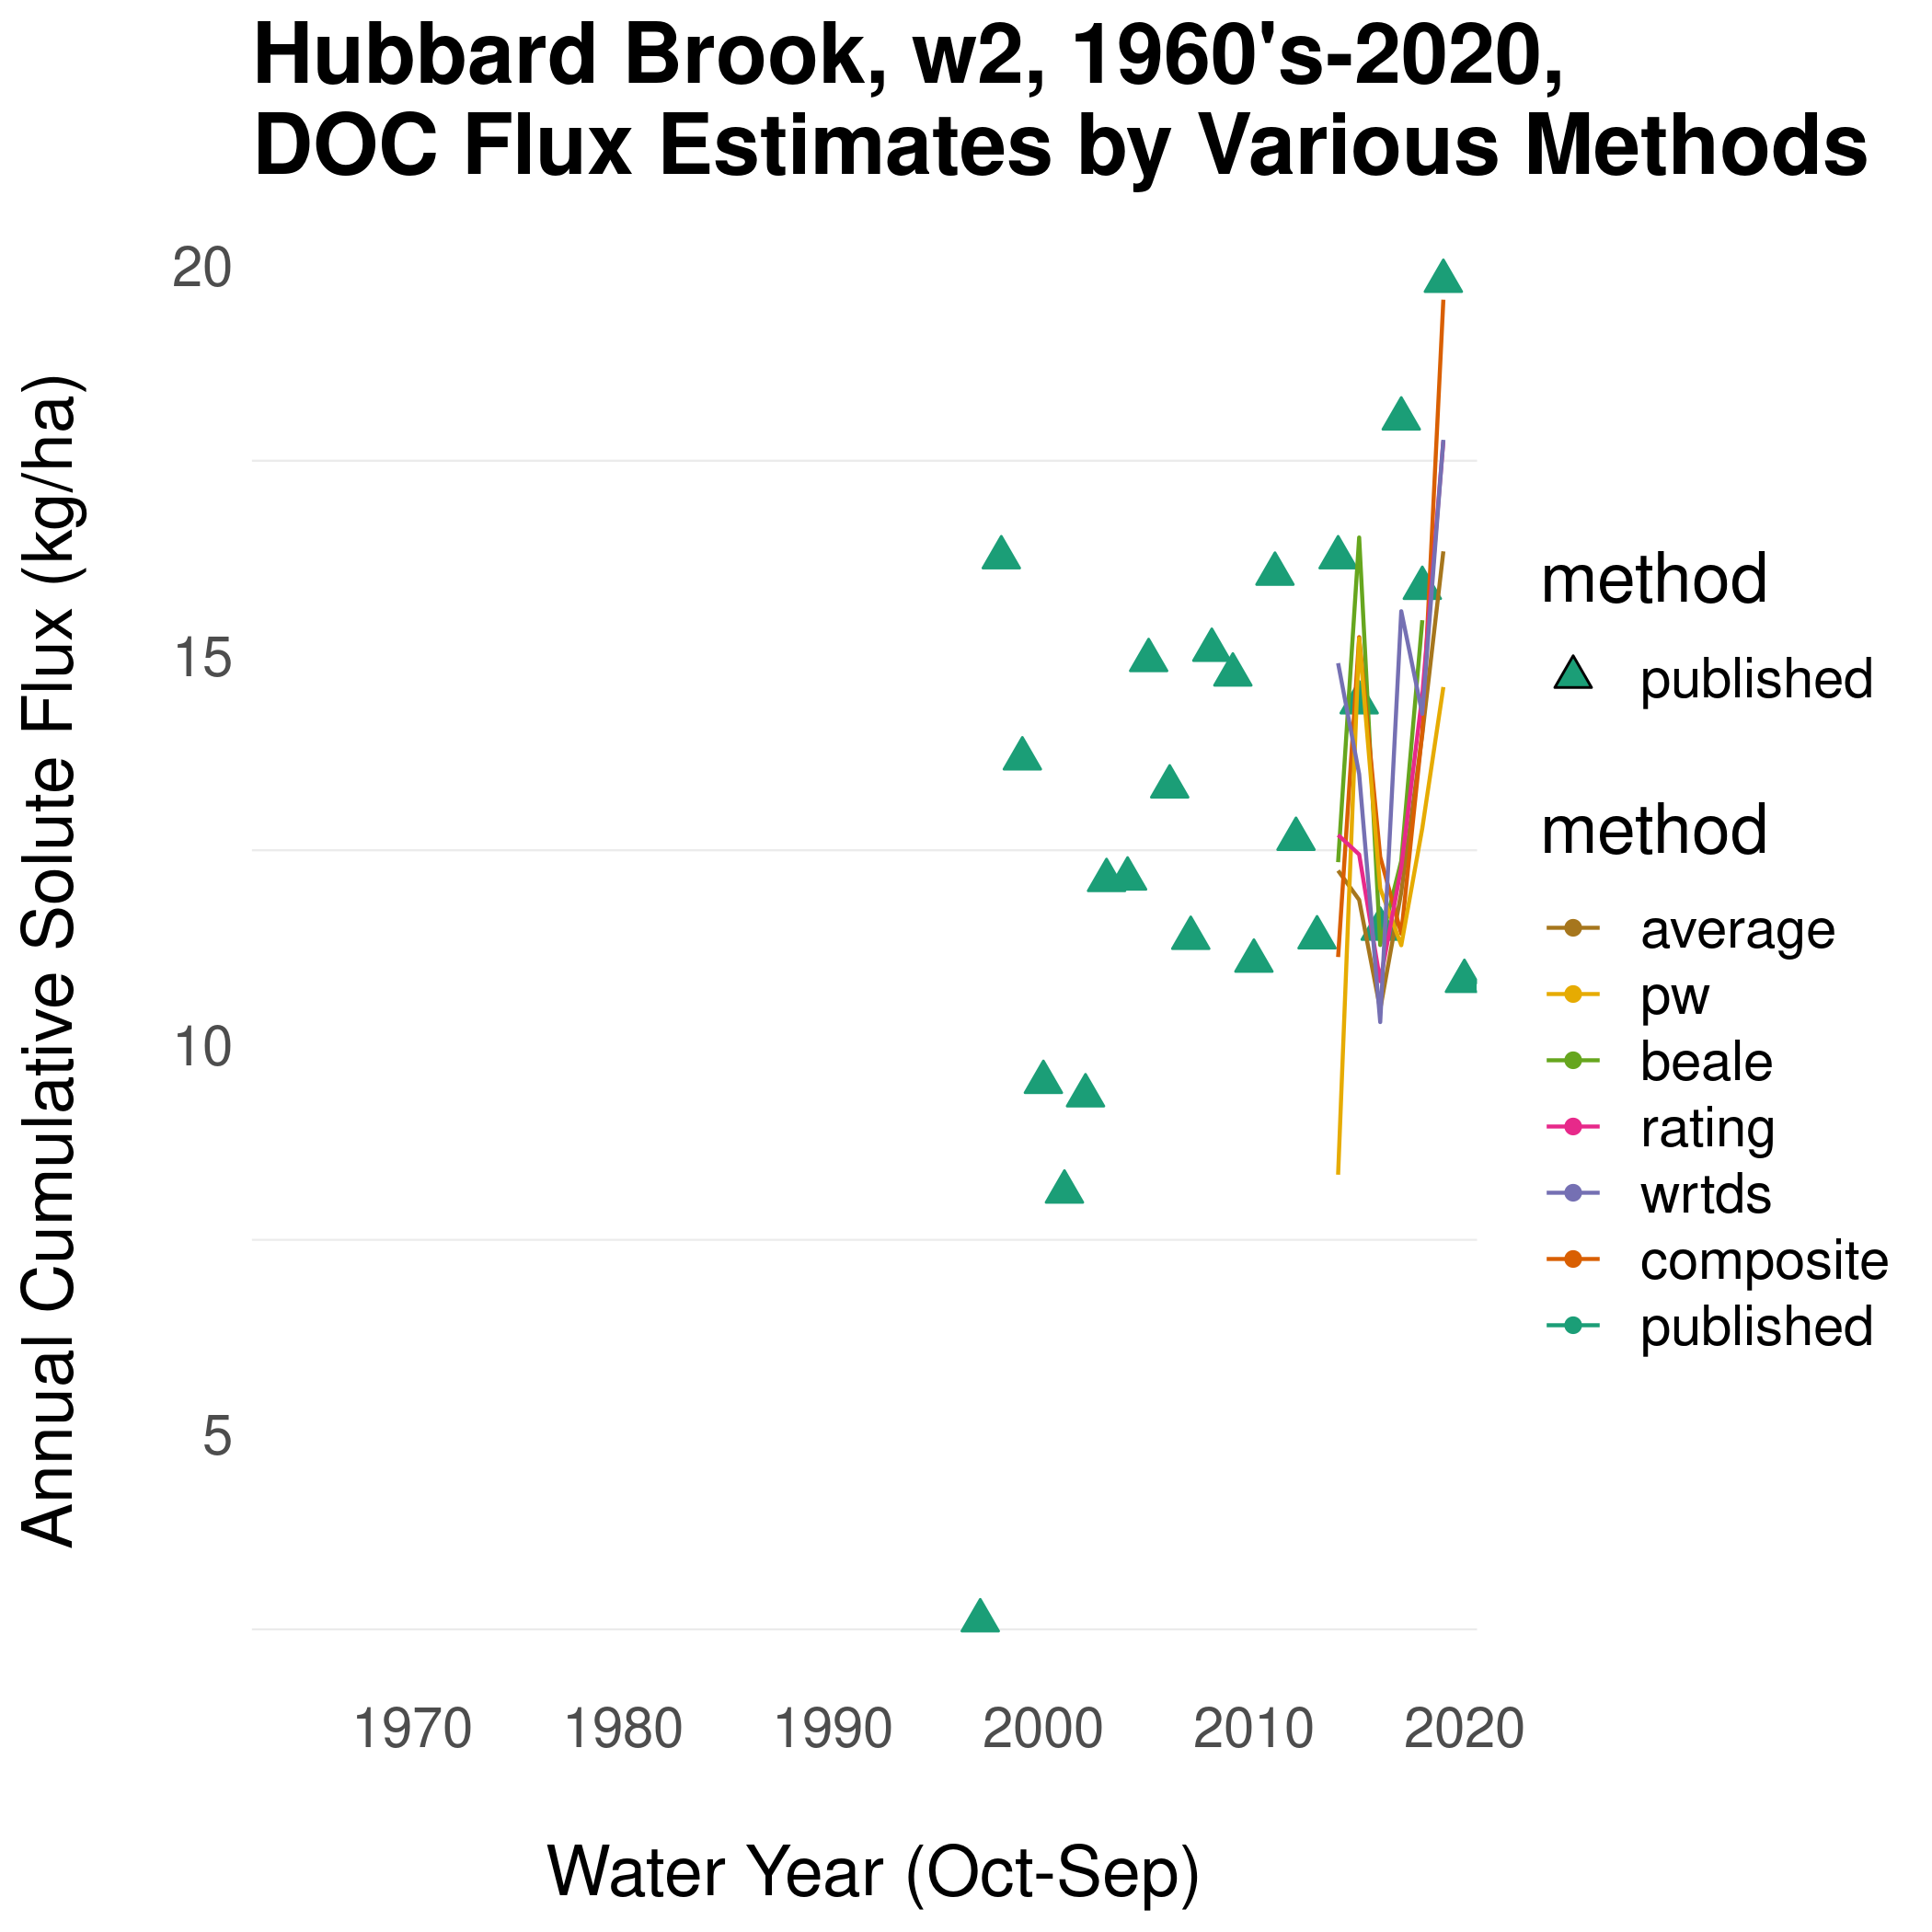 Hubbard Brook, w2, 1960's-2020,
DOC Flux Estimates by Various Methods
Annual Cumulative Solute Flux (kg/ha)
20
15
10
5
1970
1980
1990
2000
2010
2020
Water Year (Oct-Sep)
method
published
method
average
pw
beale
rating
wrtds
composite
published